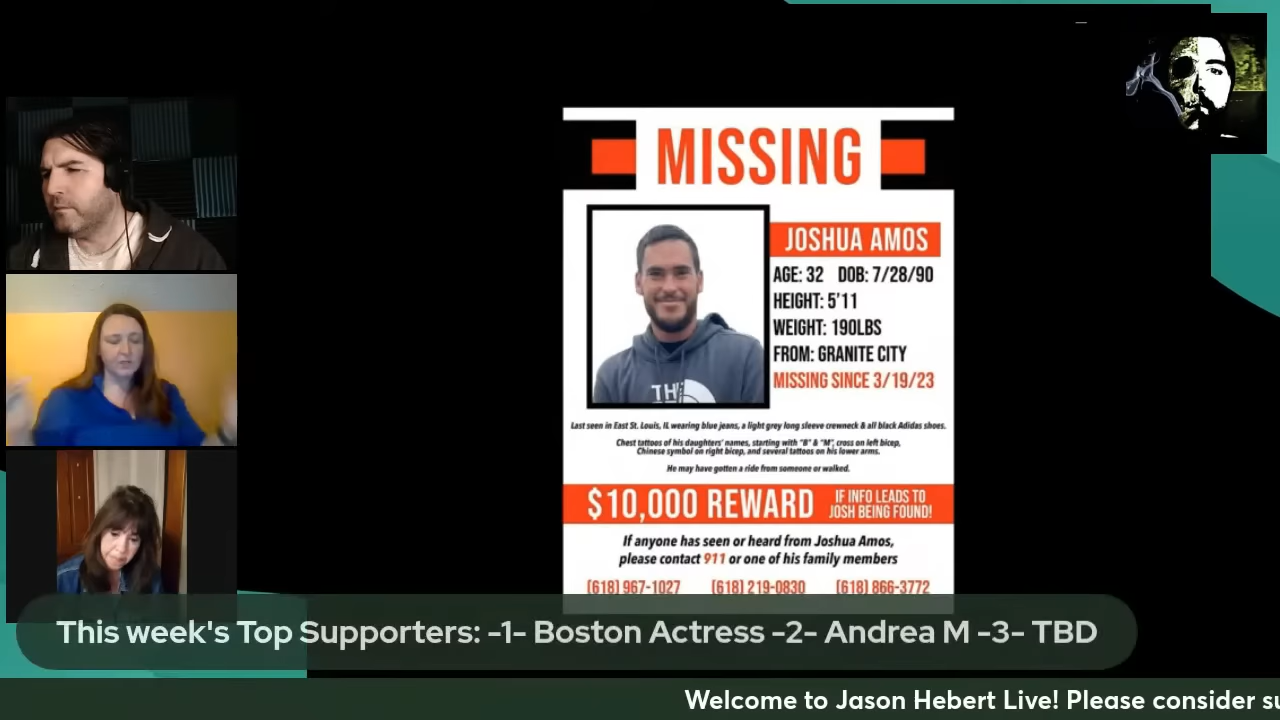 MISSING
JOSHUA AMOS
AGE: 32 DOB: 7/28/90
HEIGHT: 5'11
WEIGHT: 190LBS
FROM: GRANITE CITY
MISSING SINCE 3/19/23
TH
Last seen in East St. Louis, IL wearing blue jeans, a light grey long sleeve crewneck & all black Adidas shoes.
Chest tattoos of his daughters' names, starting with "B" & "M", cross on left bicep,
Chinese symbol on right bicep, and several tattoos on his lower arms.
He may have gotten a ride from someone or walked.
$10,000 REWARD
IF INFO LEADS TO
JOSH BEING FOUND!
If anyone has seen or heard from Joshua Amos,
please contact 911 or one of his family members
(618) 967-1027 (618) 219-0830 (618) 866-3772
This week's Top Supporters: -1- Boston Actress -2- Andrea M -3- TBD
Welcome to Jason Hebert Live! Please consider su